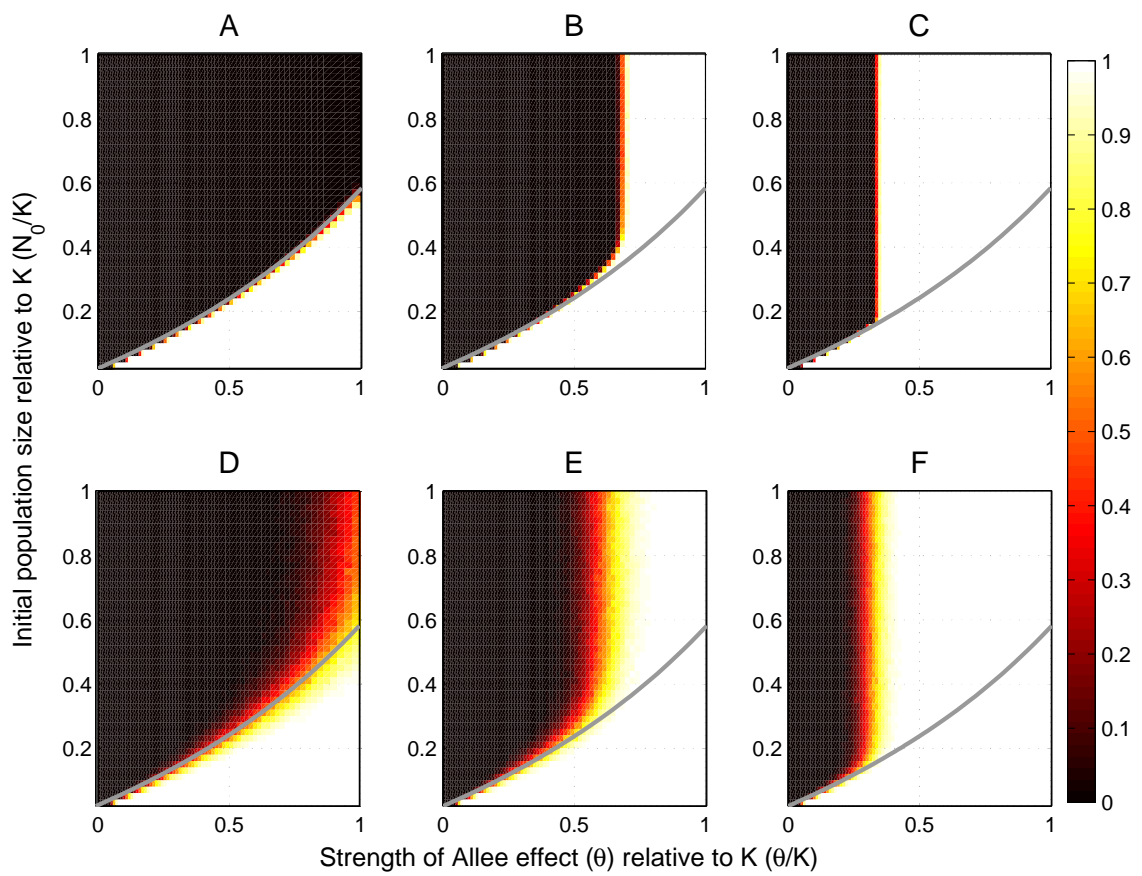 A B C
1 1 1 1
0.8 0.8 0.8 0.9
0.6 0.6 0.6 0.8
0.4 0.4 0.4
0.2 0.2 0.2 0.7
0 0.5 1 0 0.5 1 0 0.5 1
0.6
Initial population size relative to K (N₀/K)
D E F
0.5
1 1 1
0.4
0.8 0.8 0.8
0.3
0.6 0.6 0.6
0.4 0.4 0.4 0.2
0.2 0.2 0.2 0.1
0 0.5 1 0 0.5 1 0 0.5 1 0
Strength of Allee effect (θ) relative to K (θ/K)